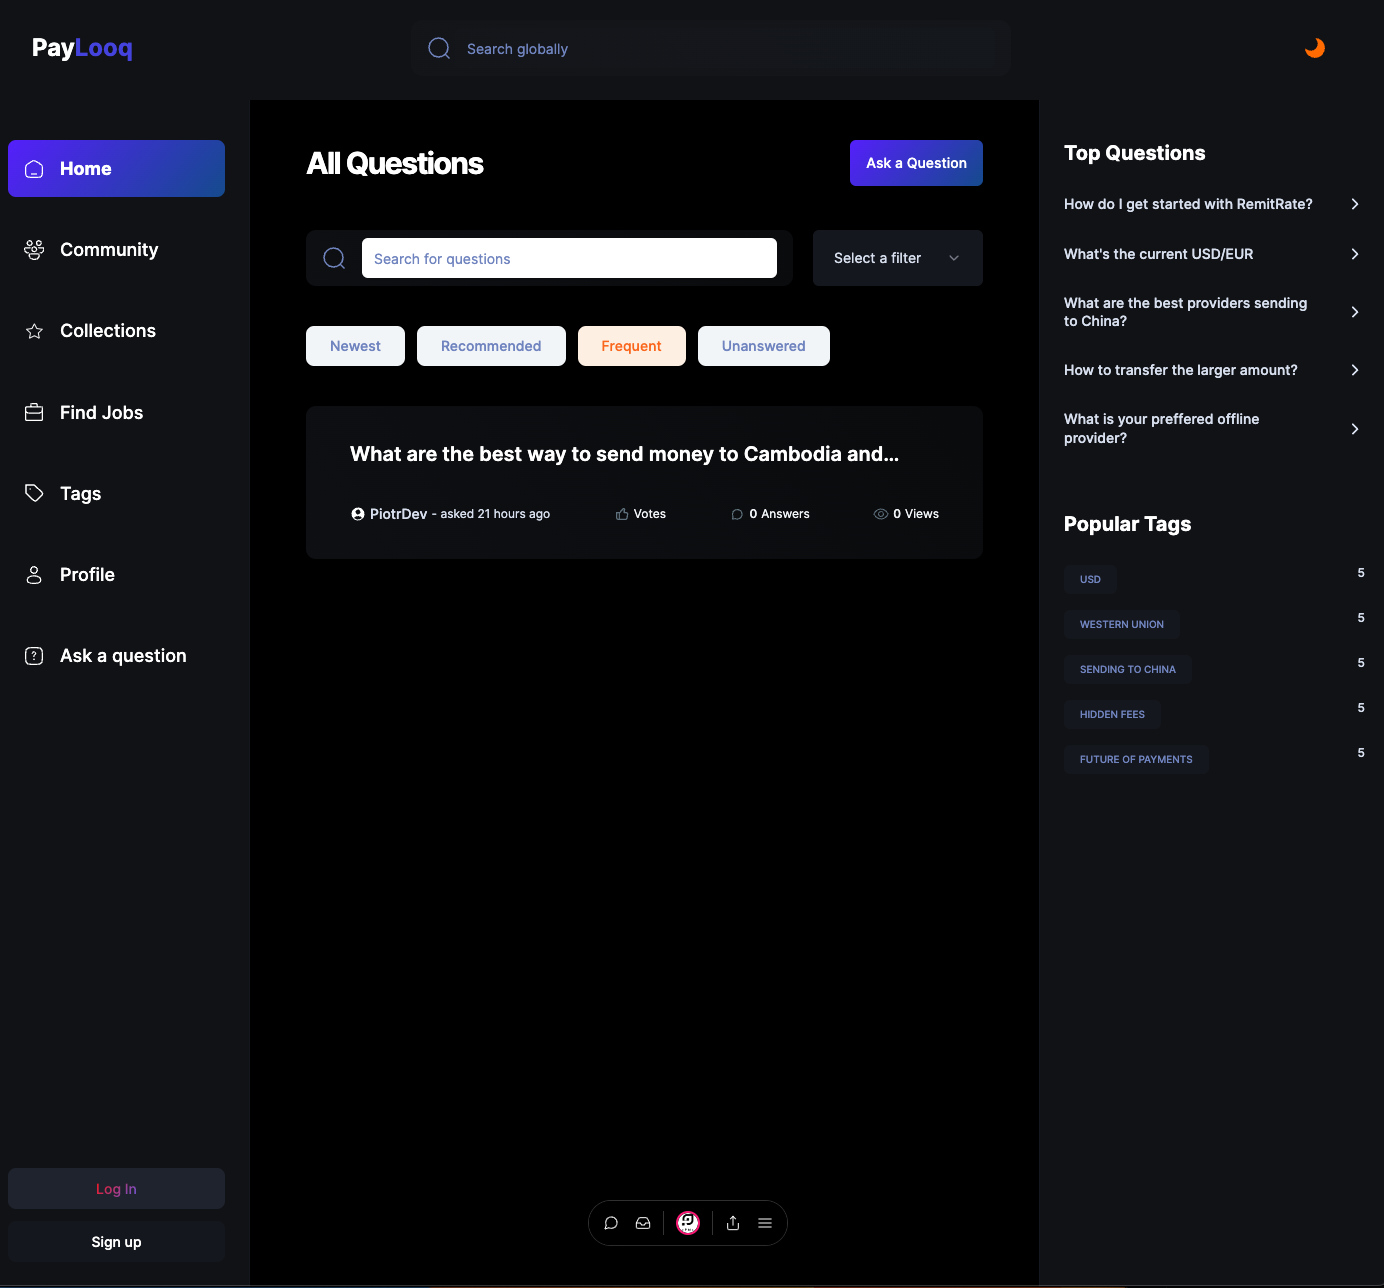 PayLooq
Search globally
Home
Community
Collections
Find Jobs
Tags
Profile
Ask a question
Log In
Sign up
All Questions
Ask a Question
Search for questions
Select a filter
Newest
Recommended
Frequent
Unanswered
What are the best way to send money to Cambodia and...
PiotrDev - asked 21 hours ago
Votes
0 Answers
0 Views
Top Questions
How do I get started with RemitRate?
What's the current USD/EUR
What are the best providers sending
to China?
How to transfer the larger amount?
What is your preffered offline
provider?
Popular Tags
USD
5
WESTERN UNION
5
SENDING TO CHINA
5
HIDDEN FEES
5
FUTURE OF PAYMENTS
5